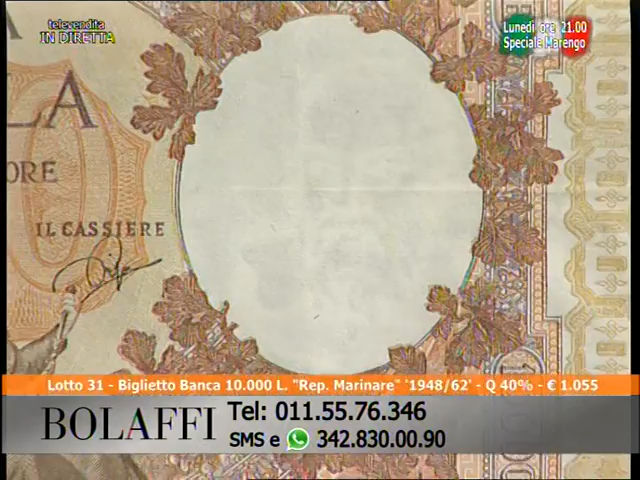 televendita
IN DIRETTA
Lunedì ore 21.00
Speciale Marengo
LA
ORE
IL CASSIERE
Lotto 31 - Biglietto Banca 10.000 L. "Rep. Marinare" '1948/62' - Q 40% - € 1.055
BOLAFFI
Tel: 011.55.76.346
SMS e 342.830.00.90